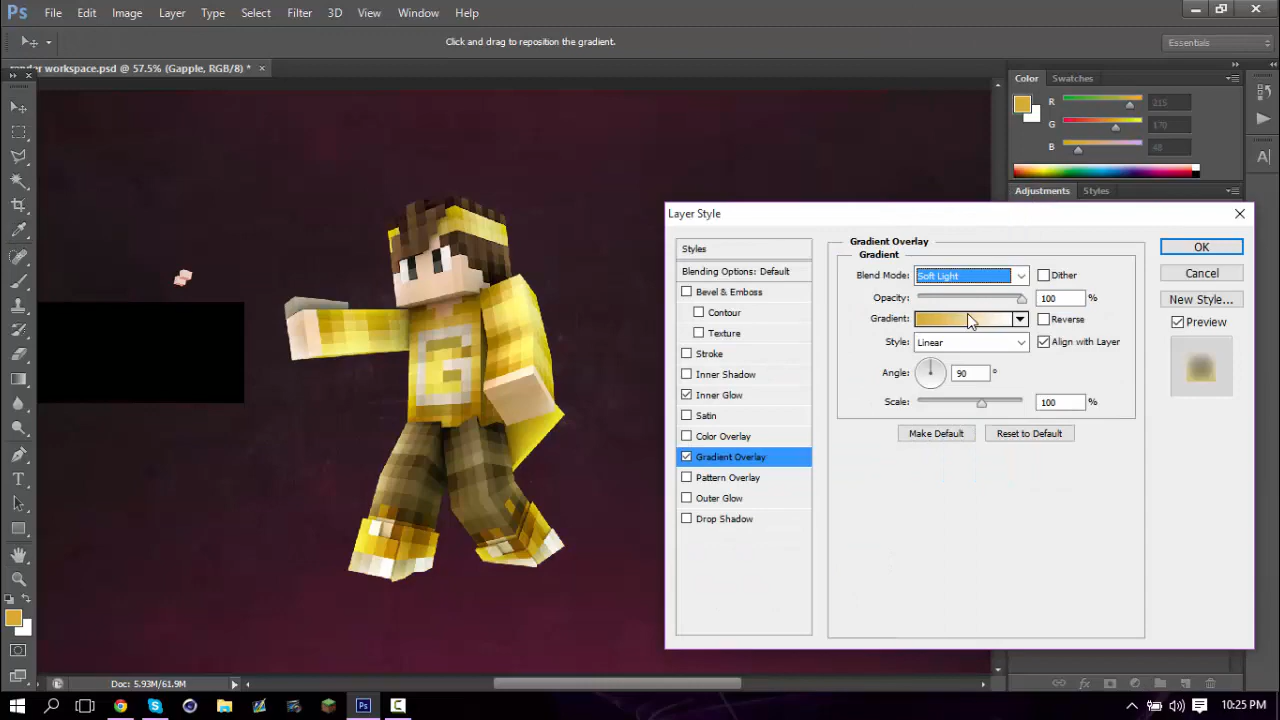 Ps File Edit Image Layer Type Select Filter 3D View Window Help
Click and drag to reposition the gradient.
Essentials
render workspace.psd @ 57.5% (Gapple, RGB/8) * ×
Color Swatches
R 215
G 170
B 48
Adjustments Styles
Layer Style
Styles
Blending Options: Default
Bevel & Emboss
Contour
Texture
Stroke
Inner Shadow
Inner Glow
Satin
Color Overlay
Gradient Overlay
Pattern Overlay
Outer Glow
Drop Shadow
Gradient Overlay
Gradient
Blend Mode: Soft Light Dither
Opacity: 100 %
Gradient: Reverse
Style: Linear Align with Layer
Angle: 90 °
Scale: 100 %
Make Default Reset to Default
OK
Cancel
New Style...
Preview
Doc: 5.93M/61.9M
10:25 PM